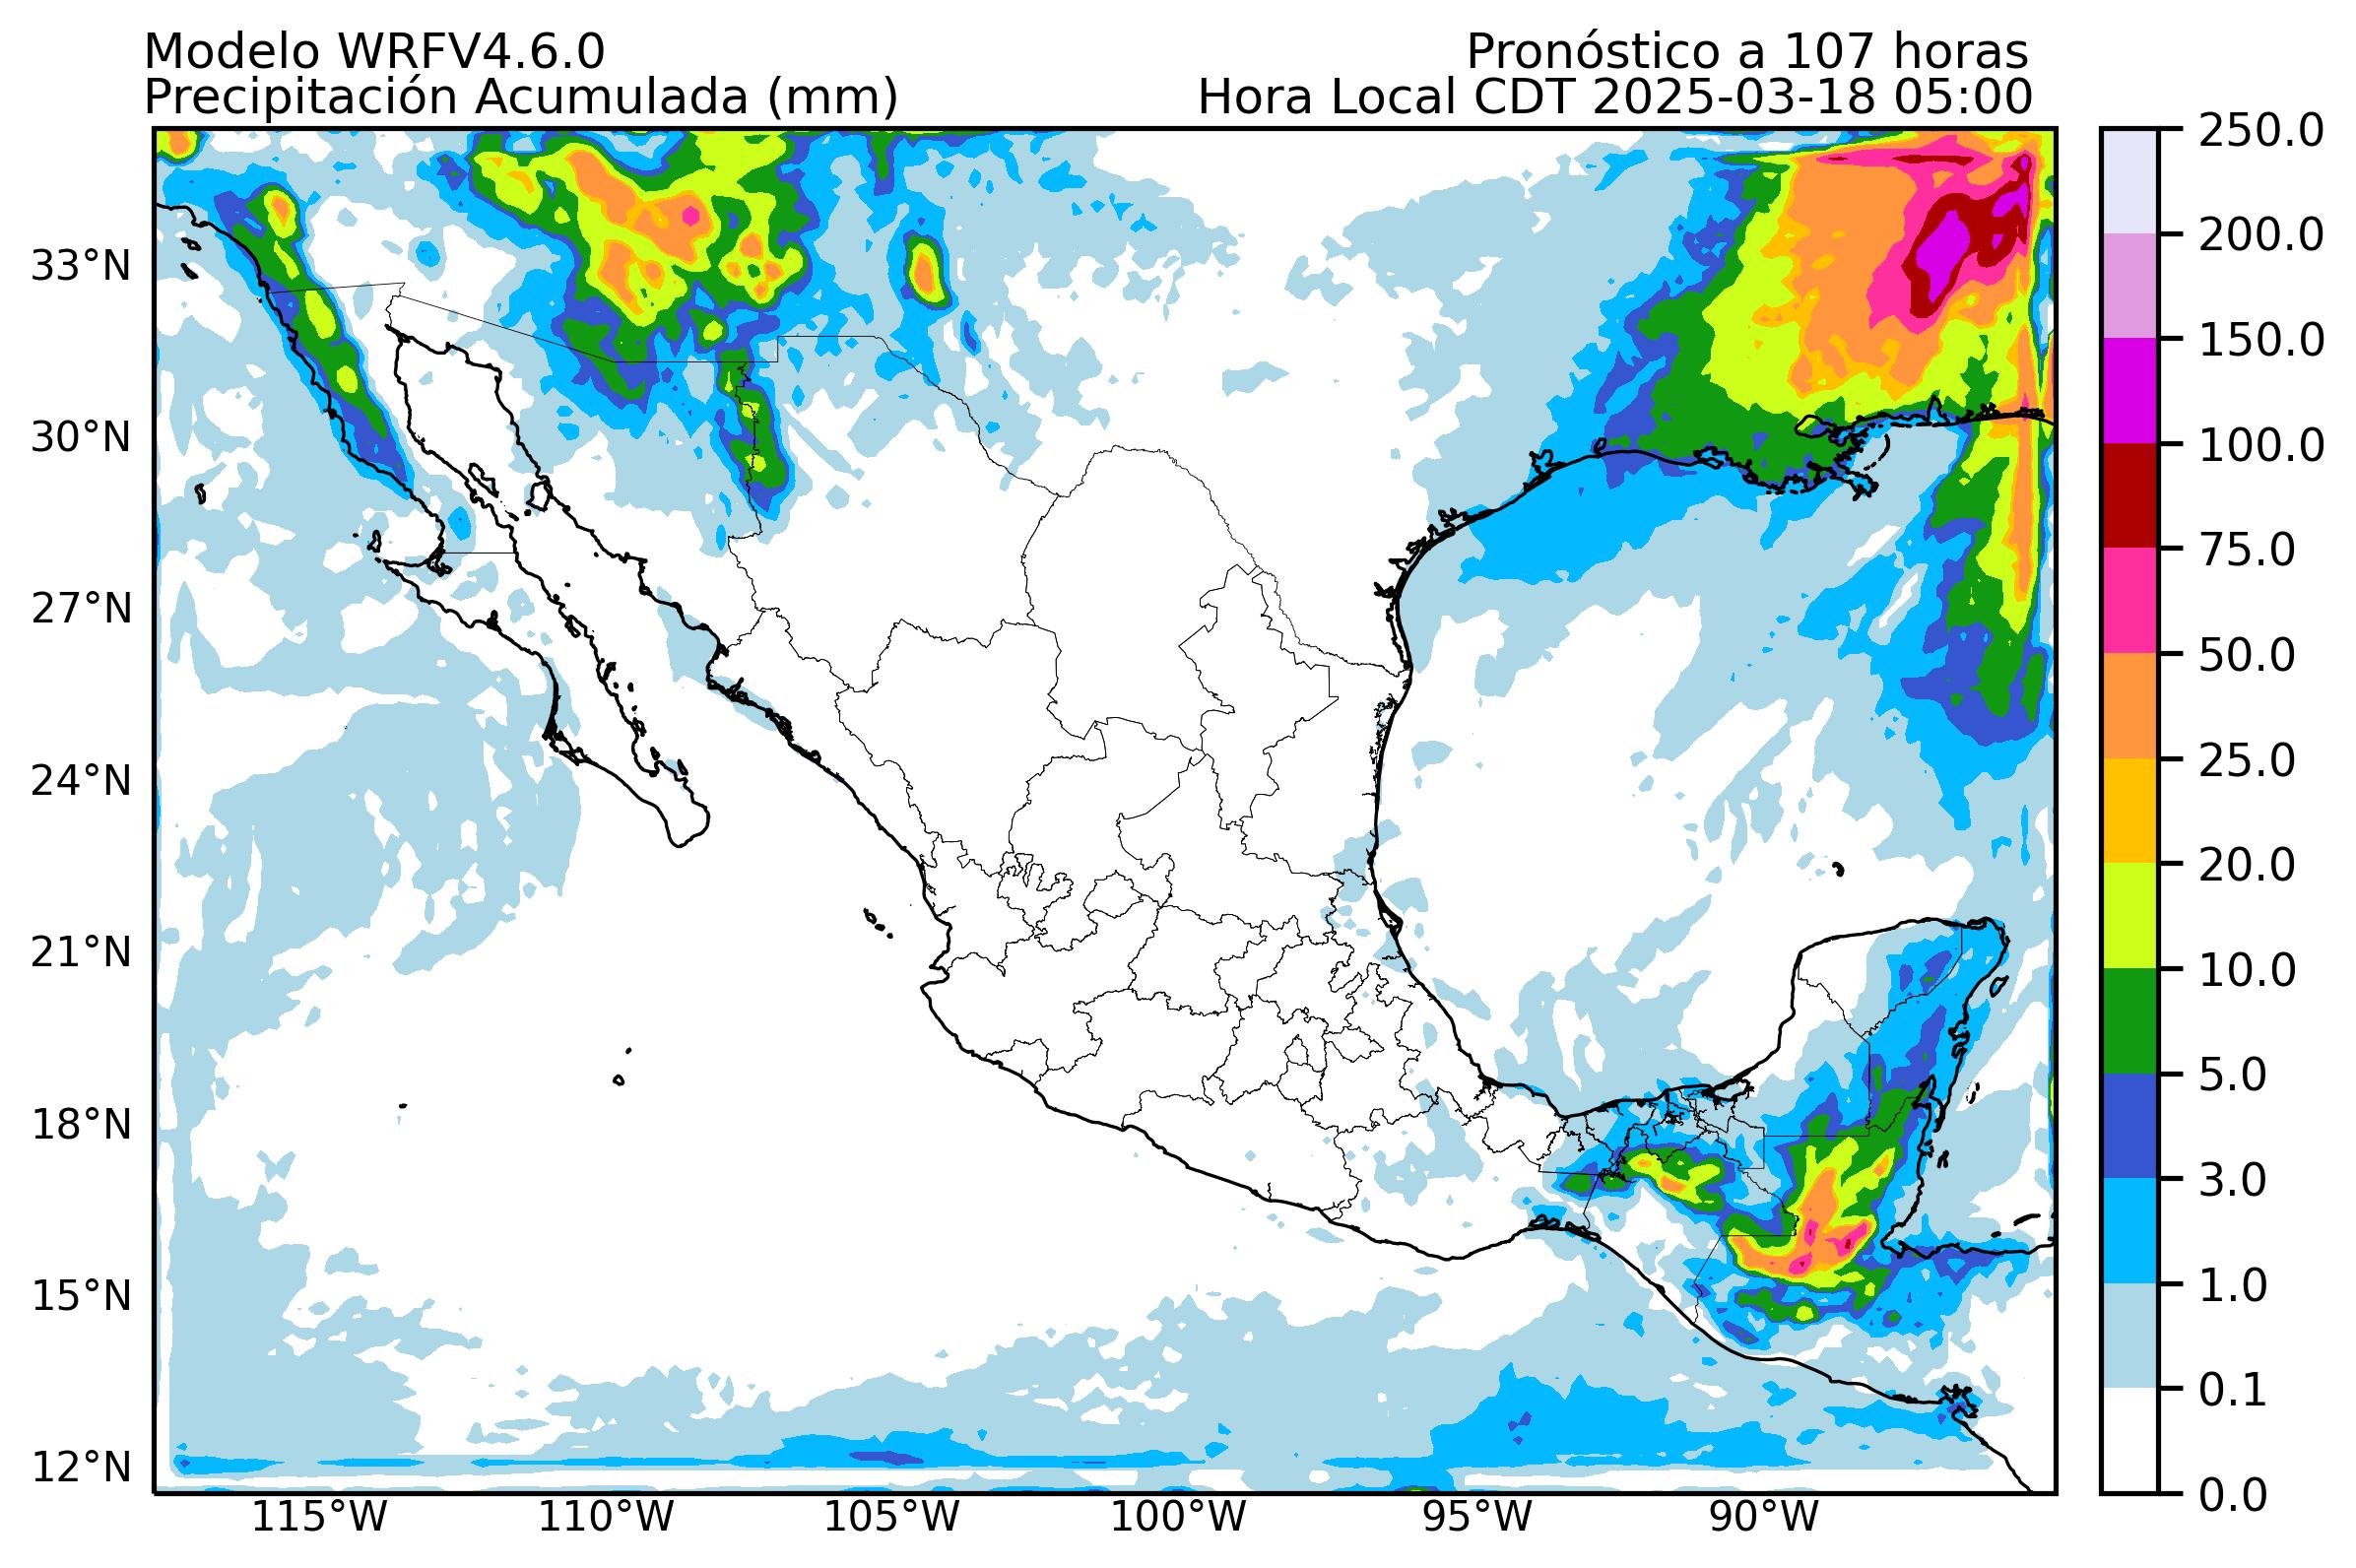 Modelo WRFV4.6.0
Pronóstico a 107 horas
Precipitación Acumulada (mm)
Hora Local CDT 2025-03-18 05:00
250.0
200.0
150.0
100.0
75.0
50.0
25.0
20.0
10.0
5.0
3.0
1.0
0.1
0.0
33°N
30°N
27°N
24°N
21°N
18°N
15°N
12°N
115°W
110°W
105°W
100°W
95°W
90°W